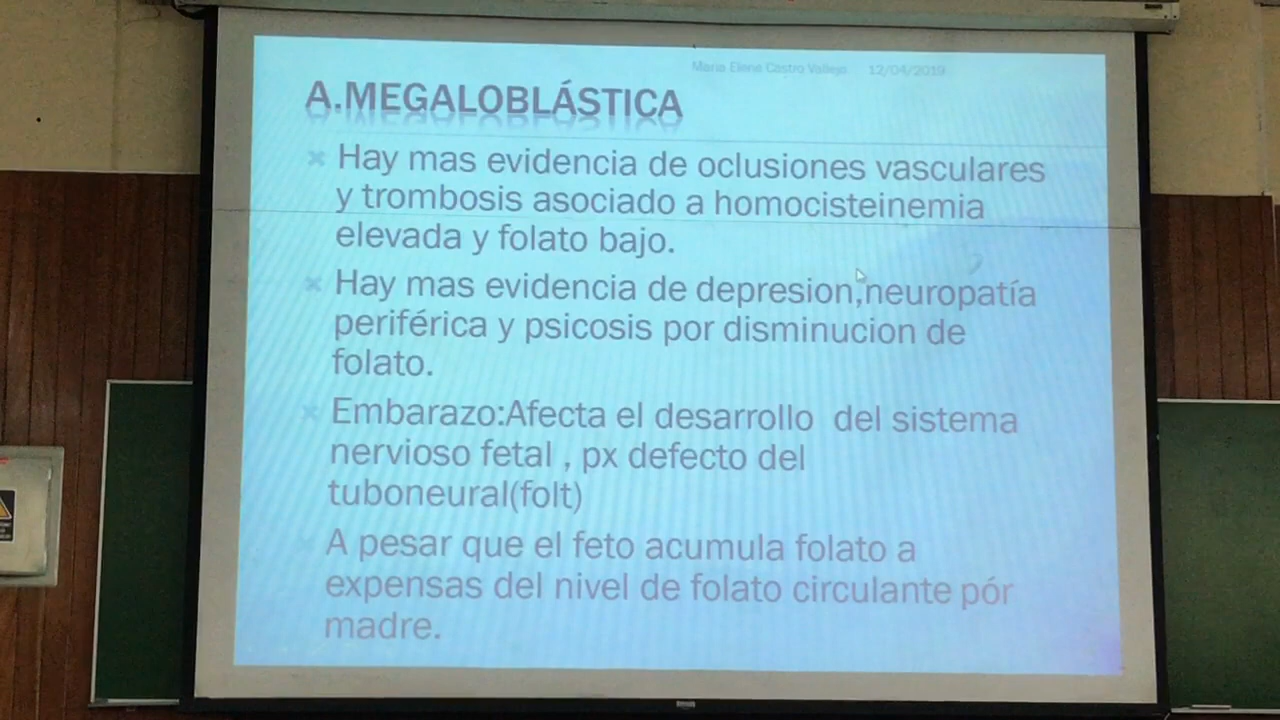 Maria Elena Castro Vallejo 12/04/2019
A.MEGALOBLÁSTICA
Hay mas evidencia de oclusiones vasculares
y trombosis asociado a homocisteinemia
elevada y folato bajo.
Hay mas evidencia de depresion,neuropatía
periférica y psicosis por disminucion de
folato.
Embarazo:Afecta el desarrollo del sistema
nervioso fetal , px defecto del
tuboneural(folt)
A pesar que el feto acumula folato a
expensas del nivel de folato circulante pór
madre.